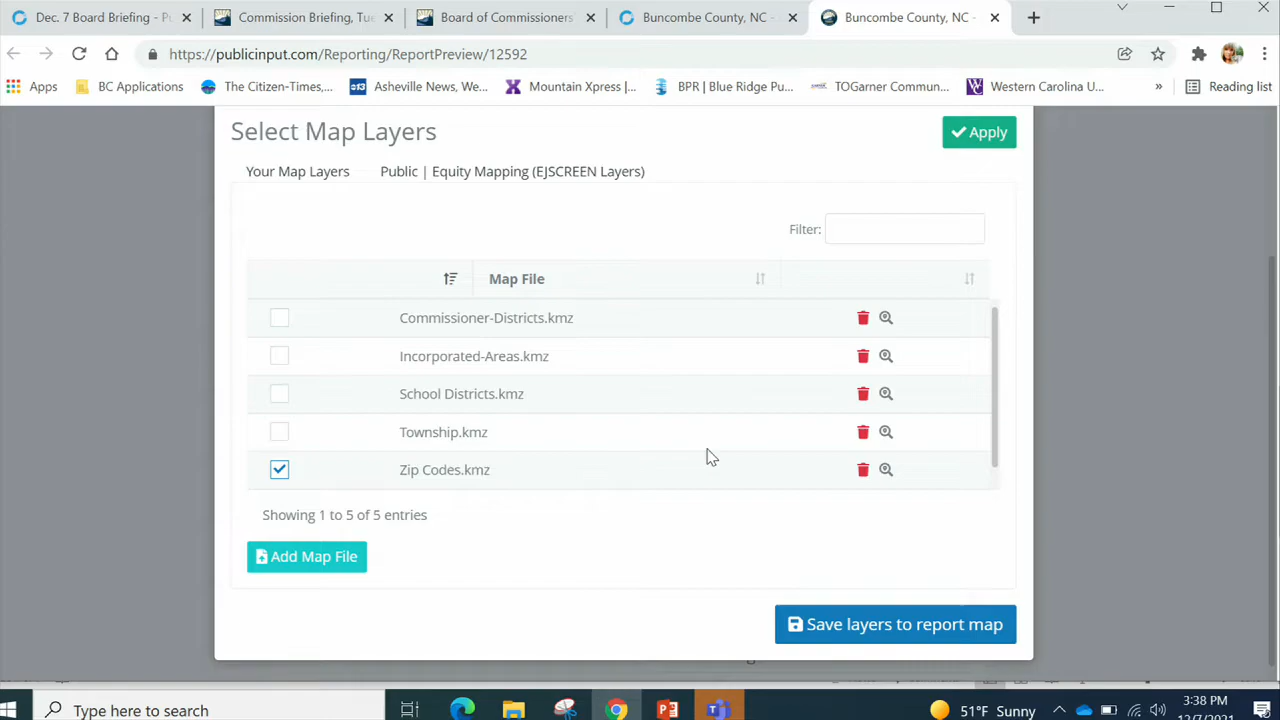 Dec. 7 Board Briefing - P
Commission Briefing, Tue
Board of Commissioners'
Buncombe County, NC -
Buncombe County, NC -
https://publicinput.com/Reporting/ReportPreview/12592
Apps
BC Applications
The Citizen-Times,...
Asheville News, We...
Mountain Xpress |...
BPR | Blue Ridge Pu...
TOGarner Commun...
Western Carolina U...
»
Reading list
Select Map Layers
Apply
Your Map Layers
Public | Equity Mapping (EJSCREEN Layers)
Filter:
Map File
Commissioner-Districts.kmz
Incorporated-Areas.kmz
School Districts.kmz
Township.kmz
Zip Codes.kmz
Showing 1 to 5 of 5 entries
Add Map File
Save layers to report map
Type here to search
51°F Sunny
3:38 PM
12/7/2021